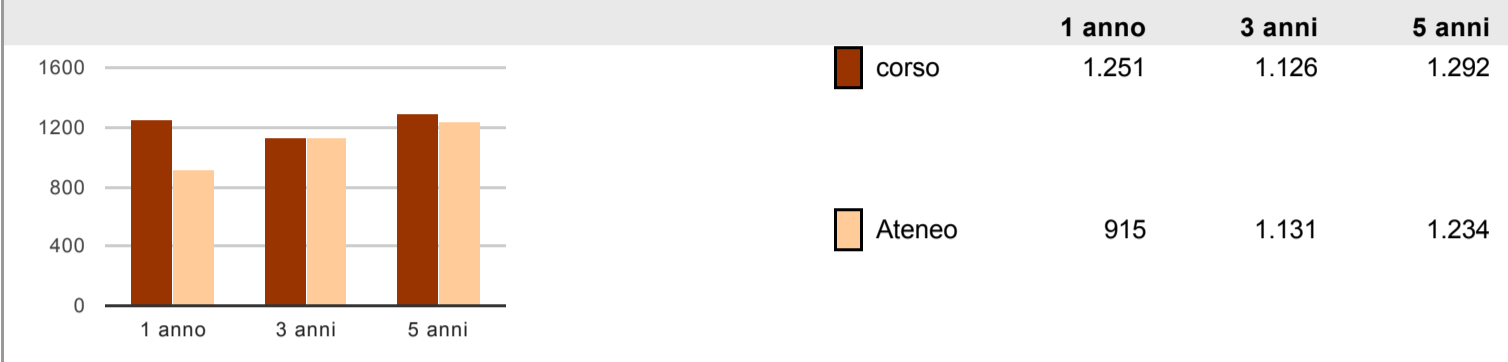 1 anno 3 anni 5 anni
1600
corso 1.251 1.126 1.292
1200
800
Ateneo 915 1.131 1.234
400
0
1 anno 3 anni 5 anni